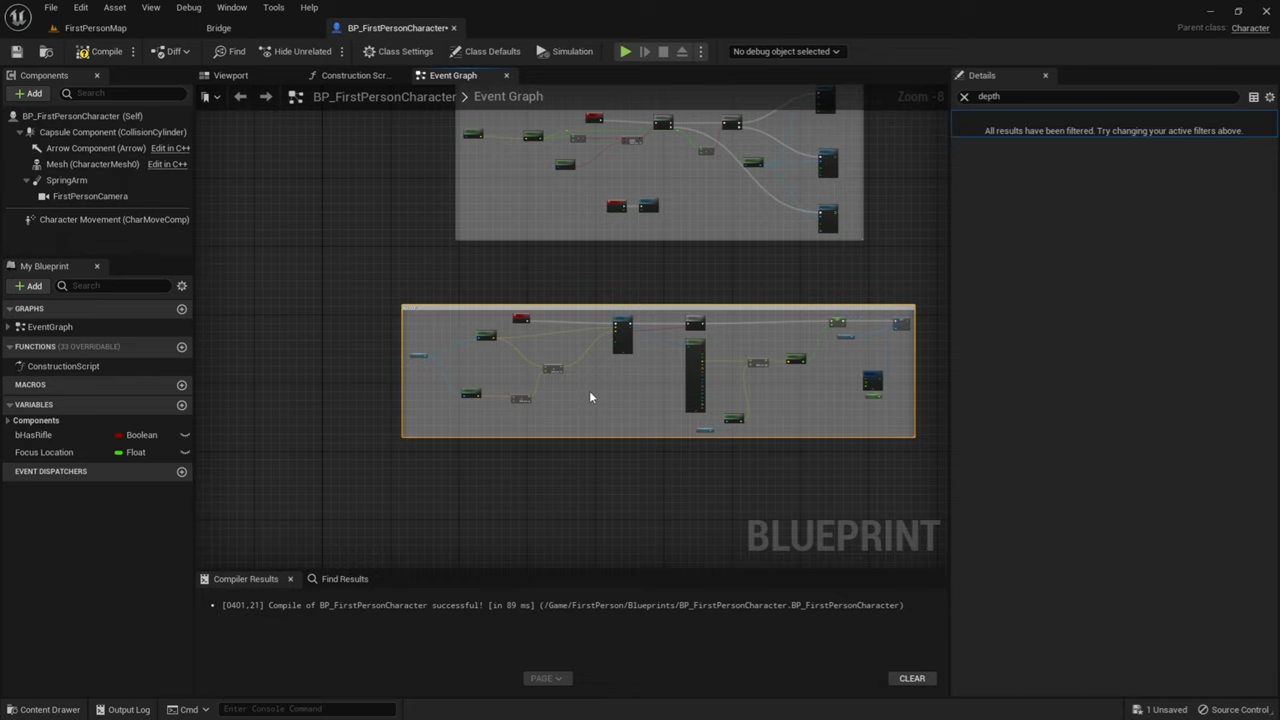 File Edit Asset View Debug Window Tools Help
FirstPersonMap Bridge BP_FirstPersonCharacter•
Parent class: Character
Compile Diff Find Hide Unrelated Class Settings Class Defaults Simulation No debug object selected
Components
Viewport Construction Scr... Event Graph
Details
Add Search
BP_FirstPersonCharacter > Event Graph
Zoom -8
depth
BP_FirstPersonCharacter (Self)
All results have been filtered. Try changing your active filters above.
Capsule Component (CollisionCylinder)
Arrow Component (Arrow) Edit in C++
Mesh (CharacterMesh0) Edit in C++
SpringArm
FirstPersonCamera
Character Movement (CharMoveComp)
My Blueprint
Add Search
GRAPHS
EventGraph
FUNCTIONS (33 OVERRIDABLE)
ConstructionScript
MACROS
VARIABLES
Components
bHasRifle Boolean
Focus Location Float
EVENT DISPATCHERS
BLUEPRINT
Compiler Results Find Results
[0401,21] Compile of BP_FirstPersonCharacter successful! [in 89 ms] (/Game/FirstPerson/Blueprints/BP_FirstPersonCharacter.BP_FirstPersonCharacter)
PAGE
CLEAR
Content Drawer Output Log Cmd Enter Console Command
1 Unsaved Source Control